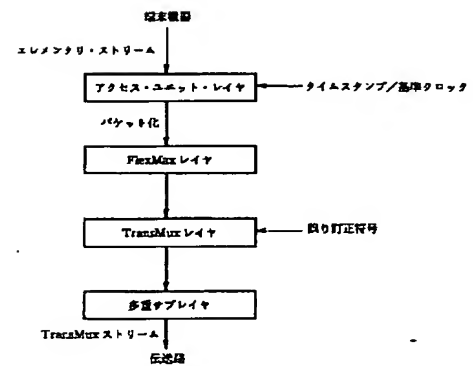 端末機器
エレメンタリ・ストリーム
アクセス・ユニット・レイヤ
タイムスタンプ/基準クロック
パケット化
FlexMax レイヤ
TransMux レイヤ
誤り訂正符号
多重サブレイヤ
TransMux ストリーム
伝送路